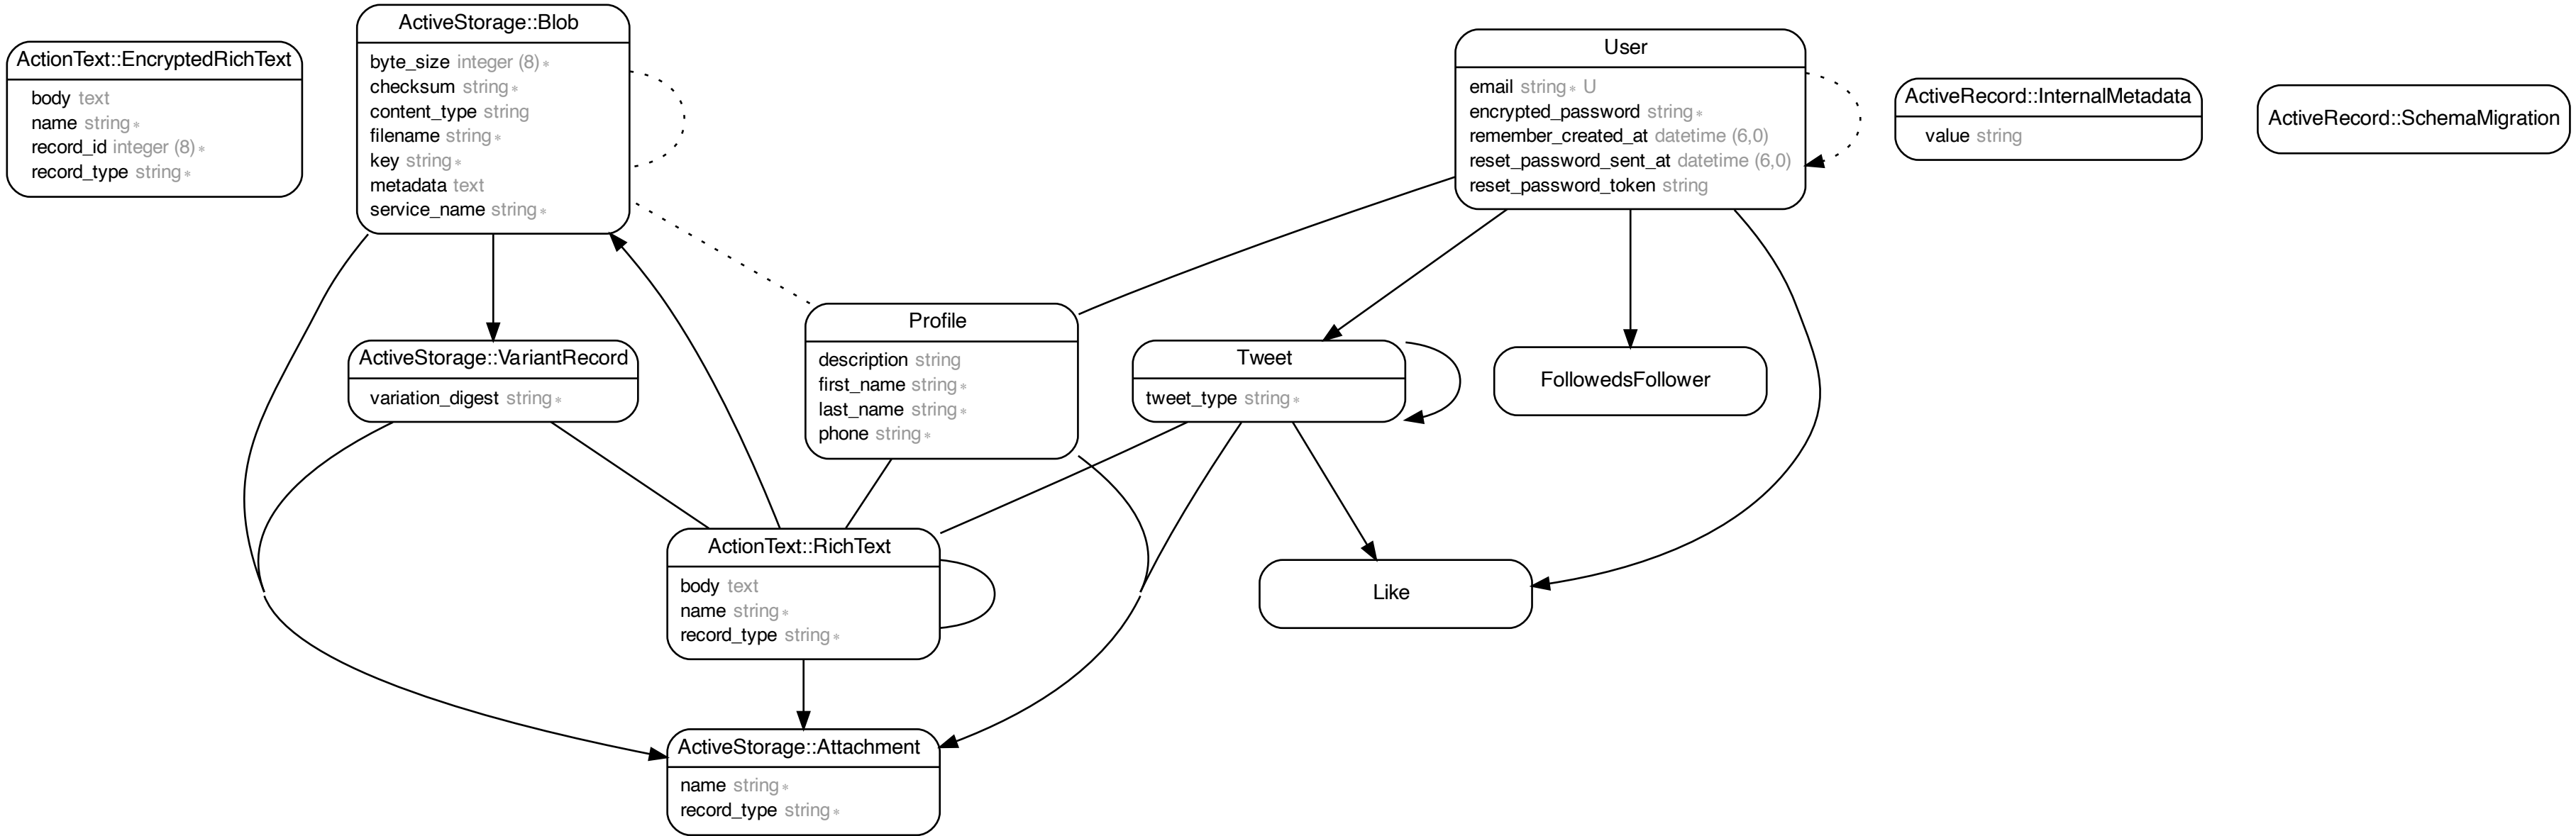 ActionText::EncryptedRichText
body text
name string *
record_id integer (8) *
record_type string *
ActiveStorage::Blob
byte_size integer (8) *
checksum string *
content_type string
filename string *
key string *
metadata text
service_name string *
User
email string * U
encrypted_password string *
remember_created_at datetime (6,0)
reset_password_sent_at datetime (6,0)
reset_password_token string
ActiveRecord::InternalMetadata
value string
ActiveRecord::SchemaMigration
ActiveStorage::VariantRecord
variation_digest string *
Profile
description string
first_name string *
last_name string *
phone string *
Tweet
tweet_type string *
FollowedsFollower
ActionText::RichText
body text
name string *
record_type string *
Like
ActiveStorage::Attachment
name string *
record_type string *